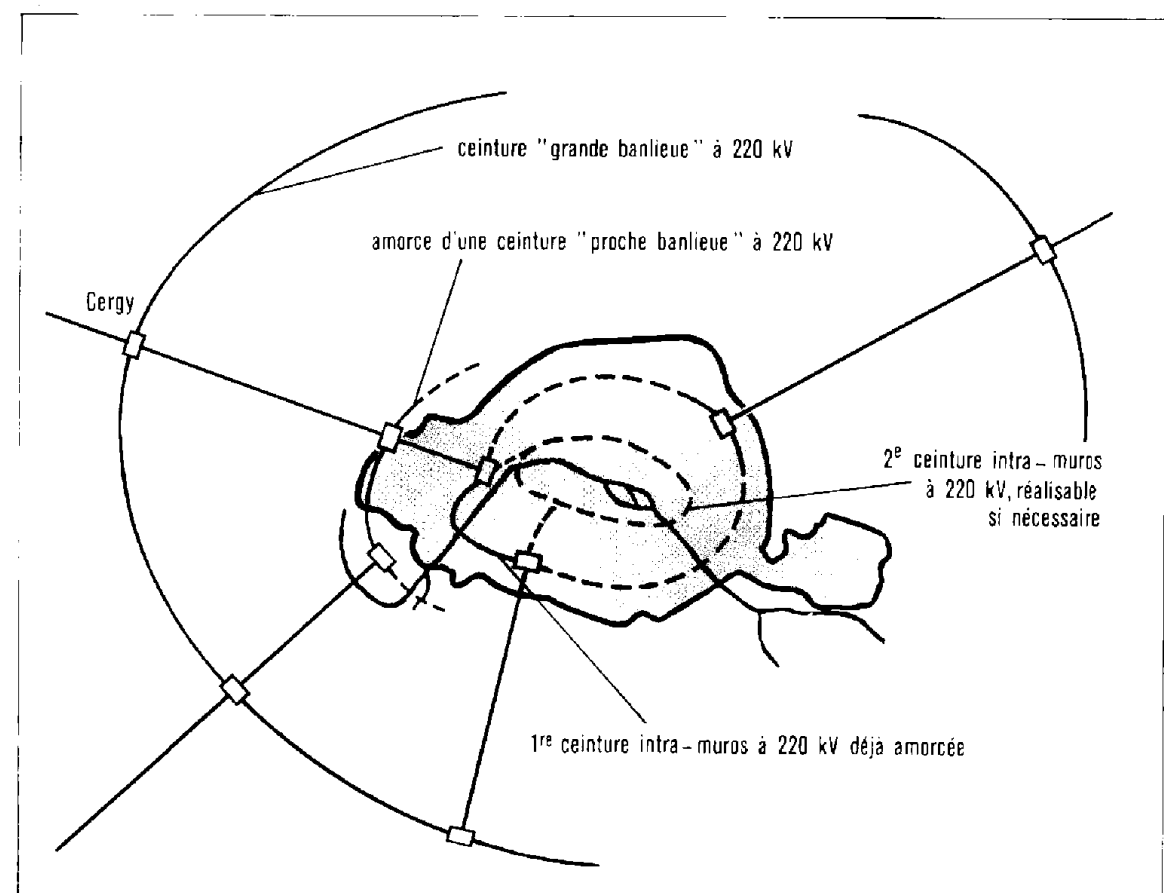 ceinture "grande banlieue" à 220 kV
amorce d'une ceinture "proche banlieue" à 220 kV
Cergy
2e ceinture intra-muros
à 220 kV, réalisable
si nécessaire
1re ceinture intra-muros à 220 kV déjà amorcée